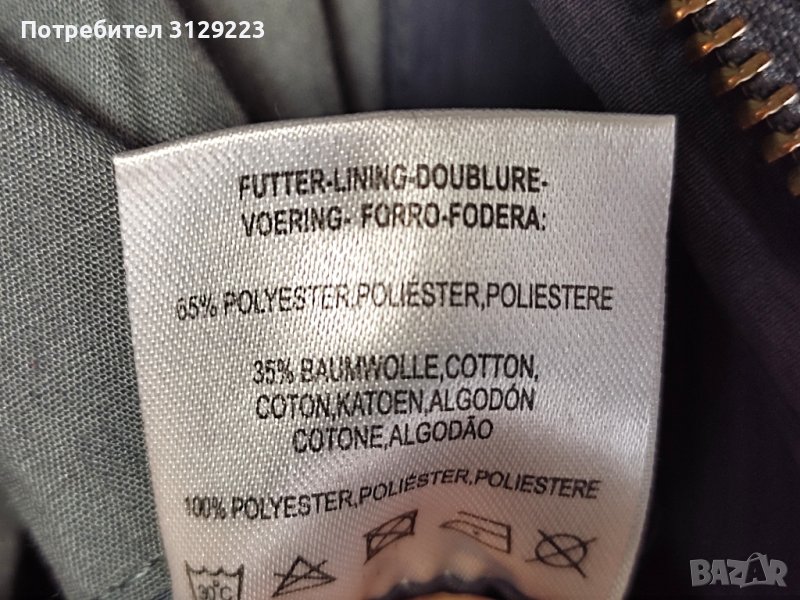 Потребител 3129223
FUTTER-LINING-DOUBLURE-
VOERING- FORRO-FODERA:
65% POLYESTER,POLIÉSTER,POLIESTERE
35% BAUMWOLLE,COTTON,
COTON,KATOEN,ALGODÓN
COTONE,ALGODÃO
100% POLYESTER,POLIÉSTER,POLIESTERE
30°C
BAZAR